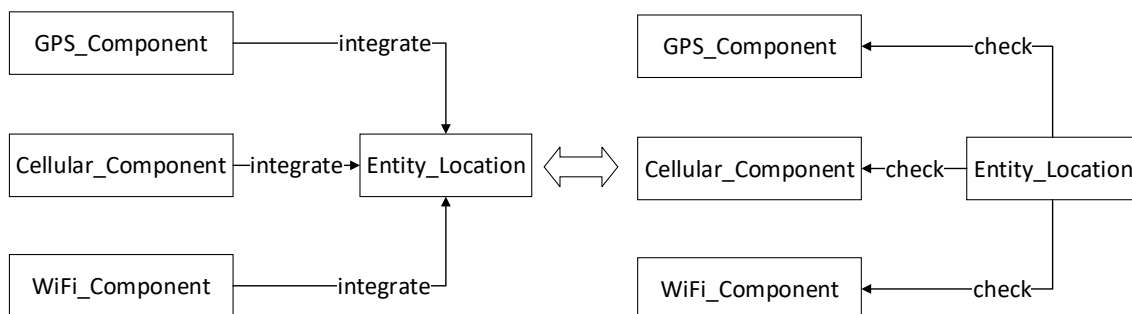 GPS_Component
integrate
GPS_Component
check
Cellular_Component
integrate
Entity_Location
Cellular_Component
check
Entity_Location
WiFi_Component
integrate
WiFi_Component
check